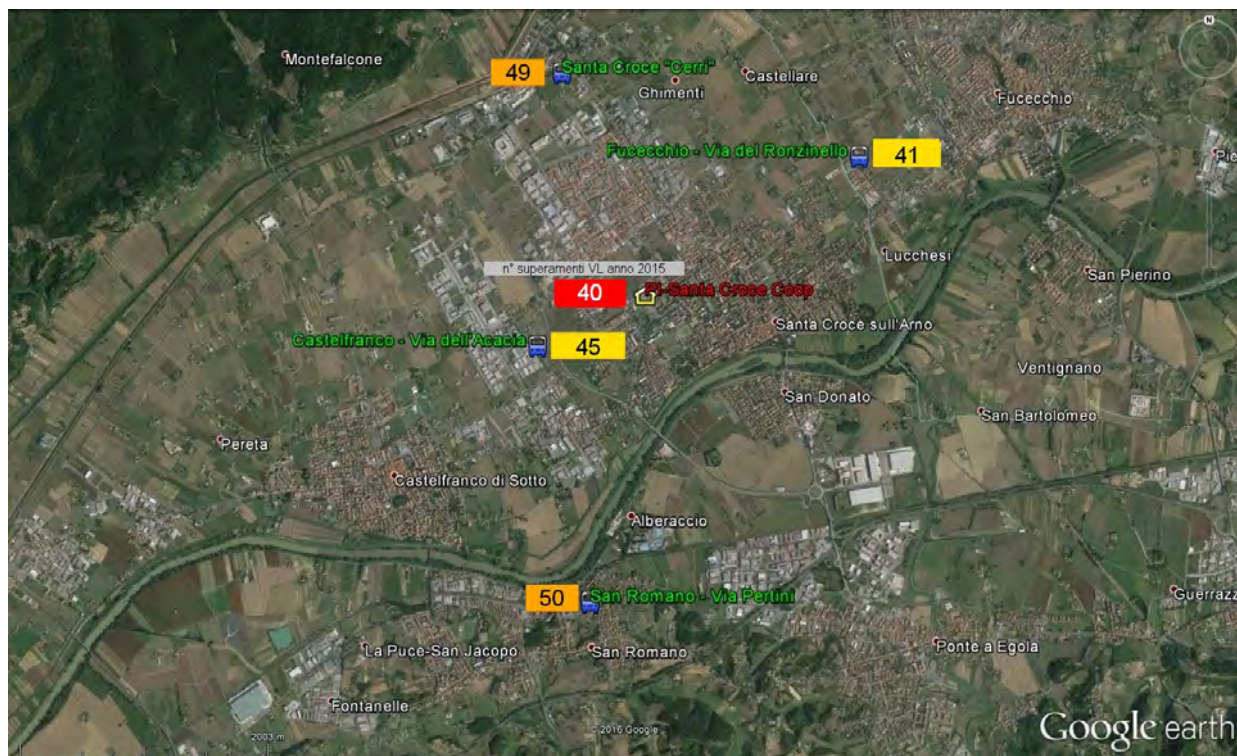 N
Montefalcone
49
Santa Croce "Cerri"
Ghimenti
Castellare
Fucecchio
Fucecchio - Via del Ronzinello
41
Pie
Lucchesi
n° superamenti VL anno 2015
San Pierino
40
PI-Santa Croce Coop
Santa Croce sull'Arno
Castelfranco - Via dell'Acacia
45
Ventignano
San Donato
San Bartolomeo
Pereta
Castelfranco di Sotto
Alberaccio
50
San Romano - Via Pertini
Guerrazz
La Puce-San Jacopo
San Romano
Ponte a Egola
Fontanelle
2003 m
© 2016 Google
Google earth